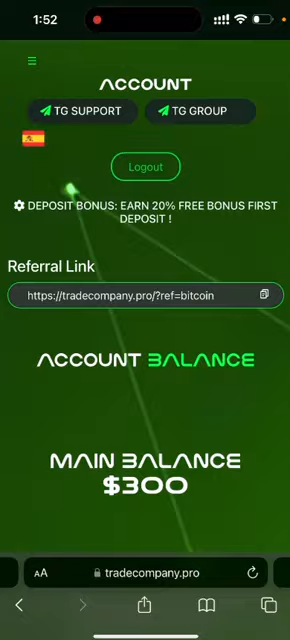 1:52
ACCOUNT
TG SUPPORT TG GROUP
Logout
DEPOSIT BONUS: EARN 20% FREE BONUS FIRST
DEPOSIT !
Referral Link
https://tradecompany.pro/?ref=bitcoin
ACCOUNT BALANCE
MAIN BALANCE
$300
AA tradecompany.pro